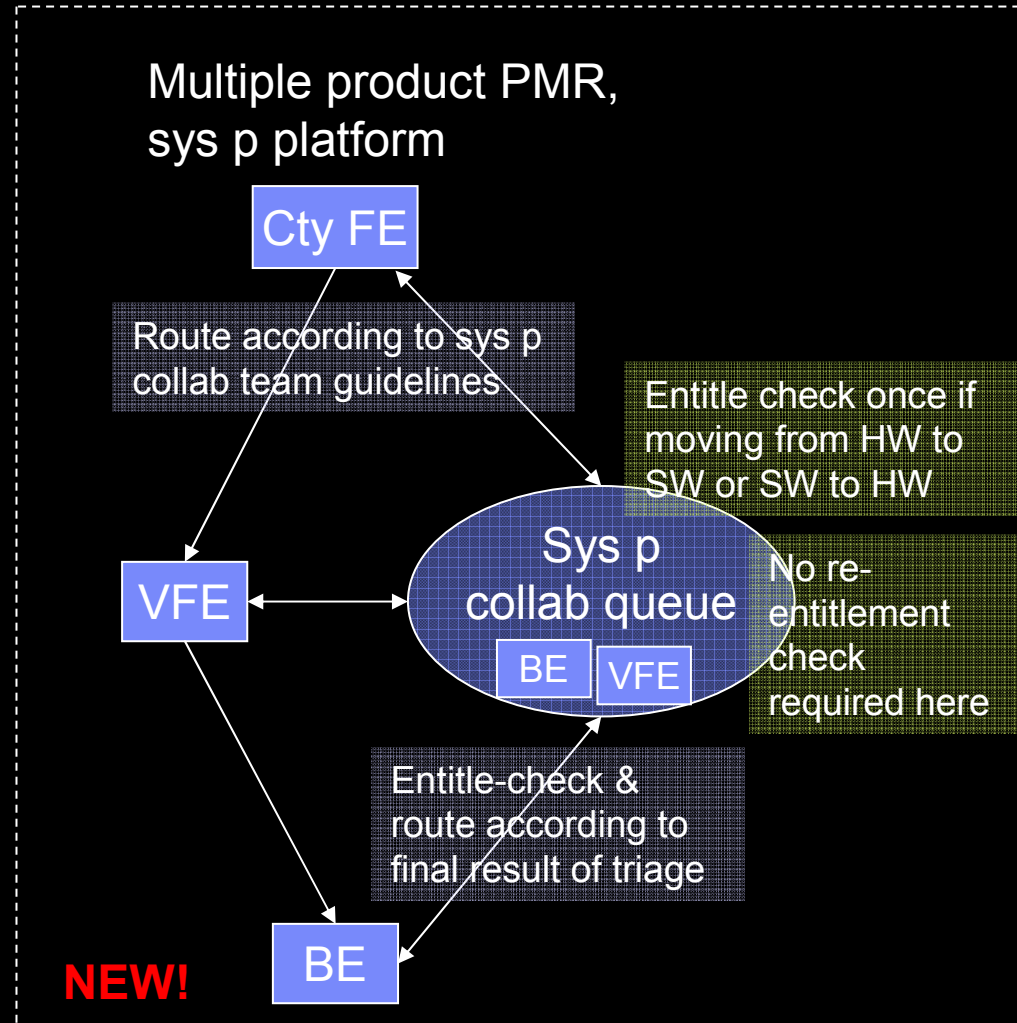 Multiple product PMR,
sys p platform
Cty FE
Route according to sys p
collab team guidelines
Entitle check once if
moving from HW to
SW or SW to HW
Sys p
collab queue
BE
VFE
No re-
entitlement
check
required here
VFE
Entitle-check &
route according to
final result of triage
BE
NEW!